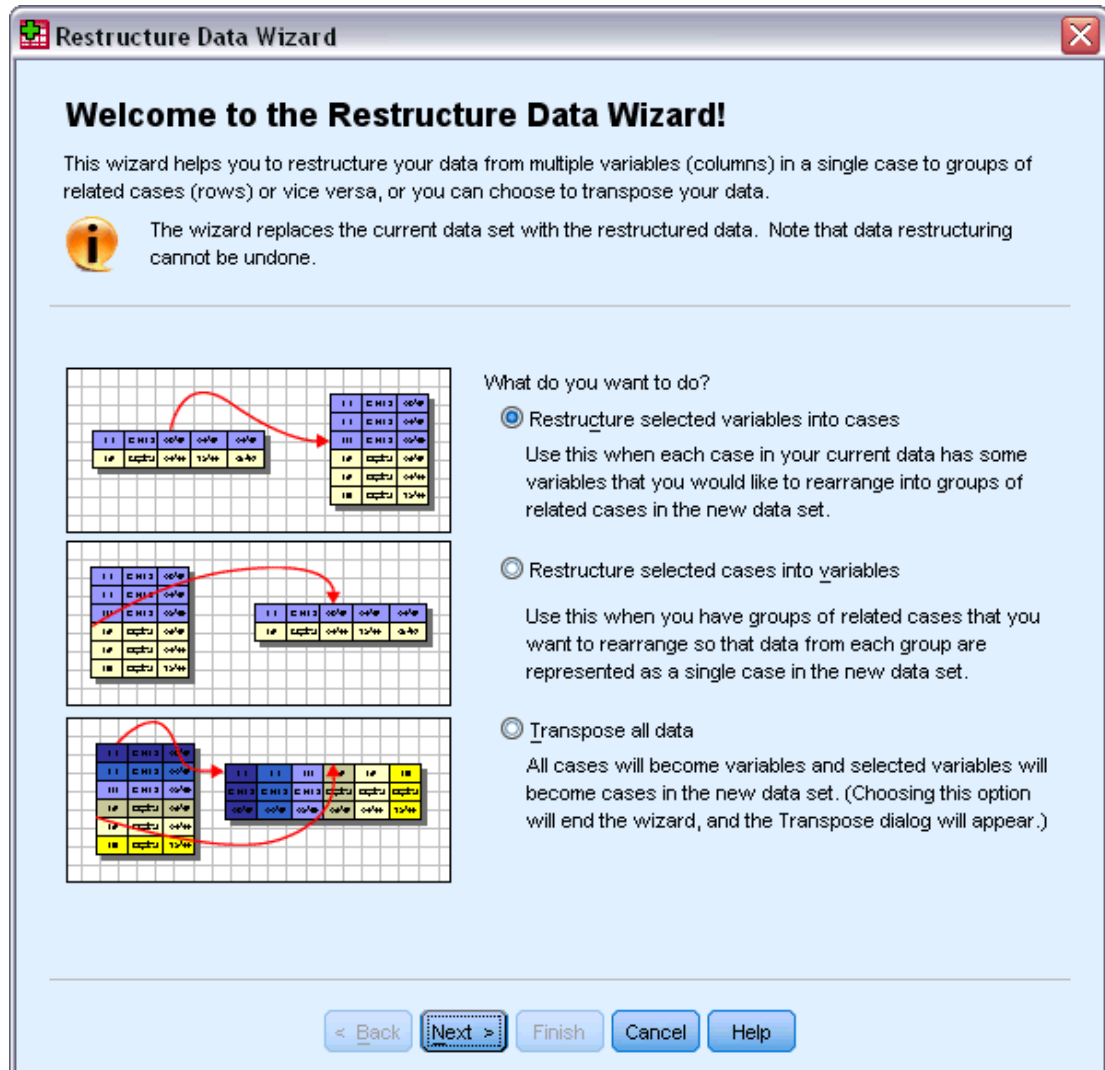 Restructure Data Wizard
Welcome to the Restructure Data Wizard!
This wizard helps you to restructure your data from multiple variables (columns) in a single case to groups of
related cases (rows) or vice versa, or you can choose to transpose your data.
The wizard replaces the current data set with the restructured data. Note that data restructuring
cannot be undone.
What do you want to do?
Restructure selected variables into cases
Use this when each case in your current data has some
variables that you would like to rearrange into groups of
related cases in the new data set.
Restructure selected cases into variables
Use this when you have groups of related cases that you
want to rearrange so that data from each group are
represented as a single case in the new data set.
Transpose all data
All cases will become variables and selected variables will
become cases in the new data set. (Choosing this option
will end the wizard, and the Transpose dialog will appear.)
< Back
Next >
Finish
Cancel
Help